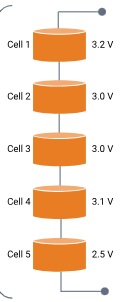 Cell 1 3.2 V
Cell 2 3.0 V
Cell 3 3.0 V
Cell 4 3.1 V
Cell 5 2.5 V